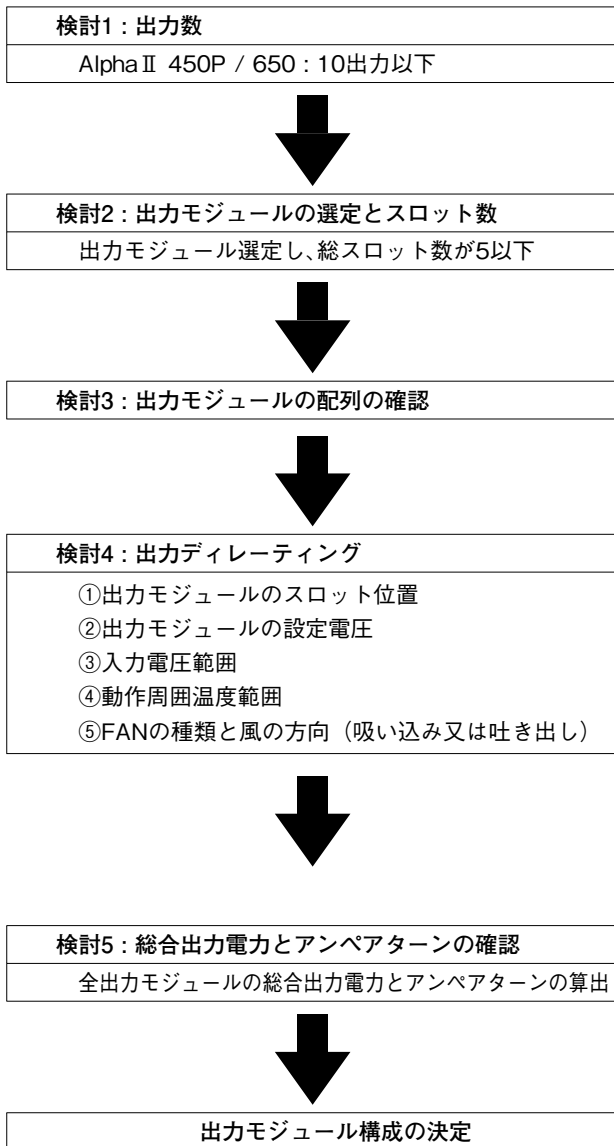 検討1：出力数
AlphaⅡ 450P / 650：10出力以下
検討2：出力モジュールの選定とスロット数
出力モジュール選定し、総スロット数が5以下
検討3：出力モジュールの配列の確認
検討4：出力ディレーティング
①出力モジュールのスロット位置
②出力モジュールの設定電圧
③入力電圧範囲
④動作周囲温度範囲
⑤FANの種類と風の方向（吸い込み又は吐き出し）
検討5：総合出力電力とアンペアターンの確認
全出力モジュールの総合出力電力とアンペアターンの算出
出力モジュール構成の決定